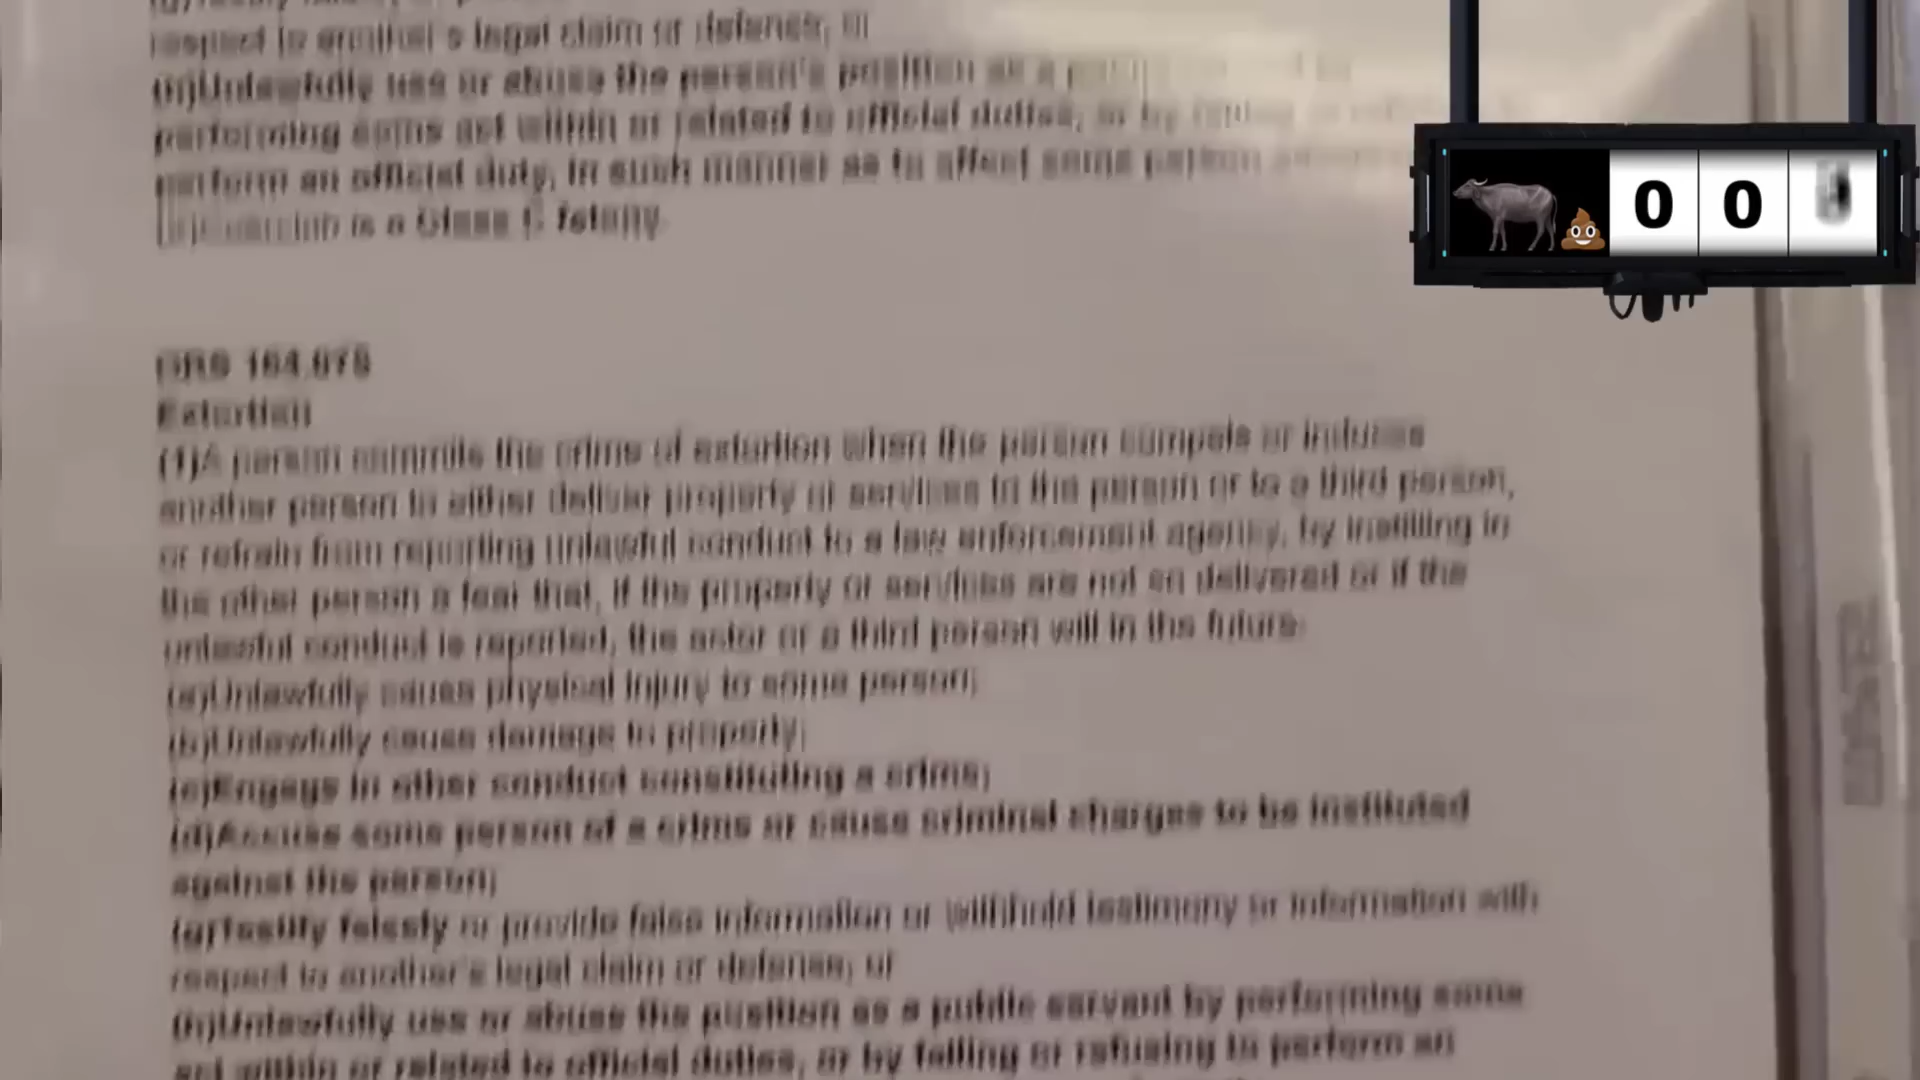 respect to another's legal claim or defense; or
(h)Unlawfully use or abuse the person's position as a
performing some act within or related to official duties, or by
perform an official duty, in such manner as to affect some person
is a Class C felony.
ORS 164.075
Extortion
(1)A person commits the crime of extortion when the person compels or induces
another person to either deliver property or services to the person or to a third person,
or refrain from reporting unlawful conduct to a law enforcement agency, by instilling in
the other person a fear that, if the property or services are not so delivered or if the
unlawful conduct is reported, the actor or a third person will in the future:
(a)Unlawfully cause physical injury to some person;
(b)Unlawfully cause damage to property;
(c)Engage in other conduct constituting a crime;
(d)Accuse some person of a crime or cause criminal charges to be instituted
against the person;
(g)Testify falsely or provide false information or withhold testimony or information with
respect to another's legal claim or defense; or
(h)Unlawfully use or abuse the position as a public servant by performing some
act within or related to official duties, or by failing or refusing to perform an
0 0